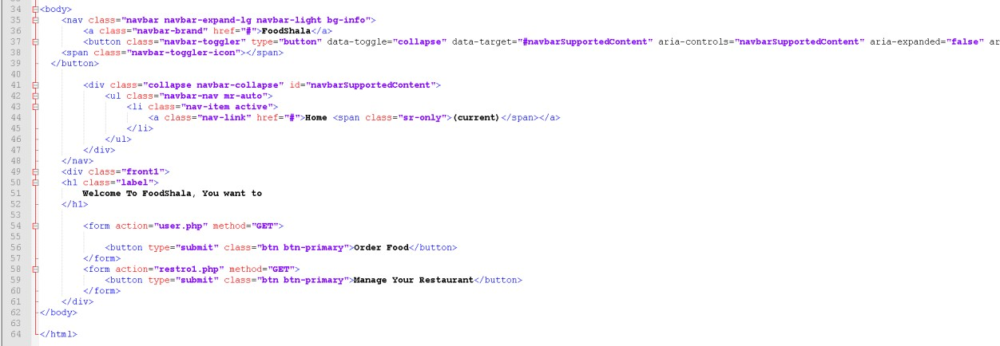 34 <body>
35 <nav class="navbar navbar-expand-lg navbar-light bg-info">
36 <a class="navbar-brand" href="#">FoodShala</a>
37 <button class="navbar-toggler" type="button" data-toggle="collapse" data-target="#navbarSupportedContent" aria-controls="navbarSupportedContent" aria-expanded="false" ar
38 <span class="navbar-toggler-icon"></span>
39 </button>
40
41 <div class="collapse navbar-collapse" id="navbarSupportedContent">
42 <ul class="navbar-nav mr-auto">
43 <li class="nav-item active">
44 <a class="nav-link" href="#">Home <span class="sr-only">(current)</span></a>
45 </li>
46 </ul>
47 </div>
48 </nav>
49 <div class="front1">
50 <h1 class="label">
51 Welcome To FoodShala, You want to
52 </h1>
53
54 <form action="user.php" method="GET">
55
56 <button type="submit" class="btn btn-primary">Order Food</button>
57 </form>
58 <form action="restro1.php" method="GET">
59 <button type="submit" class="btn btn-primary">Manage Your Restaurant</button>
60 </form>
61 </div>
62 </body>
63
64 </html>